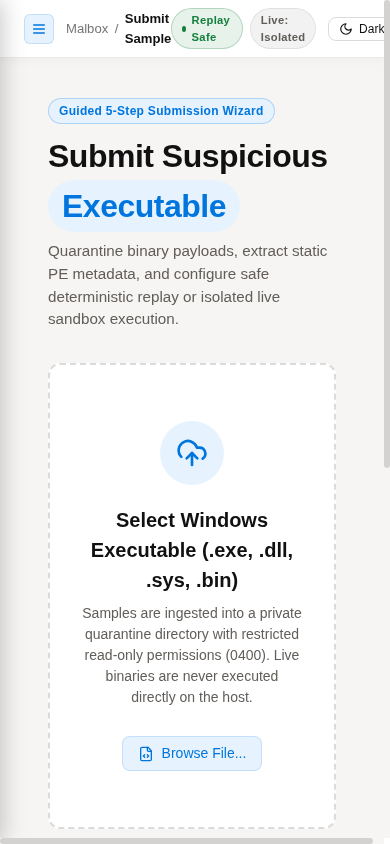 Malbox / Submit Sample
Replay Safe
Live: Isolated
Dark
Guided 5-Step Submission Wizard
Submit Suspicious
Executable
Quarantine binary payloads, extract static
PE metadata, and configure safe
deterministic replay or isolated live
sandbox execution.
Select Windows
Executable (.exe, .dll,
.sys, .bin)
Samples are ingested into a private
quarantine directory with restricted
read-only permissions (0400). Live
binaries are never executed
directly on the host.
Browse File...